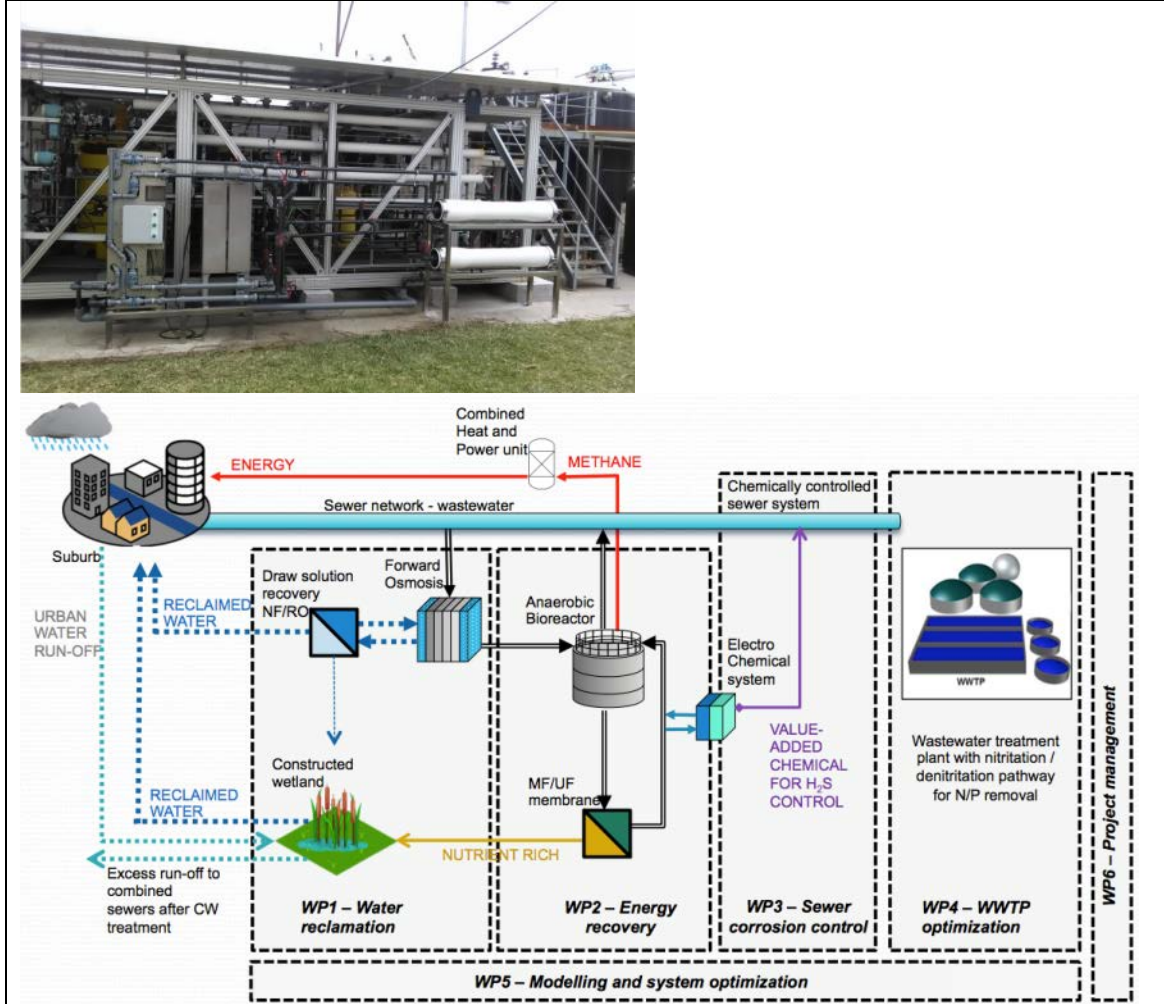 Combined
Heat and
Power unit
ENERGY
METHANE
Sewer network - wastewater
Chemically controlled
sewer system
Suburb
Draw solution
recovery
NF/RO
Forward
Osmosis
RECLAIMED
WATER
URBAN
WATER
RUN-OFF
Anaerobic
Bioreactor
Electro
Chemical
system
WWTP
VALUE-
ADDED
CHEMICAL
FOR H₂S
CONTROL
Wastewater treatment
plant with nitritation /
denitritation pathway
for N/P removal
Constructed
wetland
MF/UF
membrane
RECLAIMED
WATER
NUTRIENT RICH
Excess run-off to
combined
sewers after CW
treatment
WP1 – Water
reclamation
WP2 – Energy
recovery
WP3 – Sewer
corrosion control
WP4 – WWTP
optimization
WP5 – Modelling and system optimization
WP6 – Project management